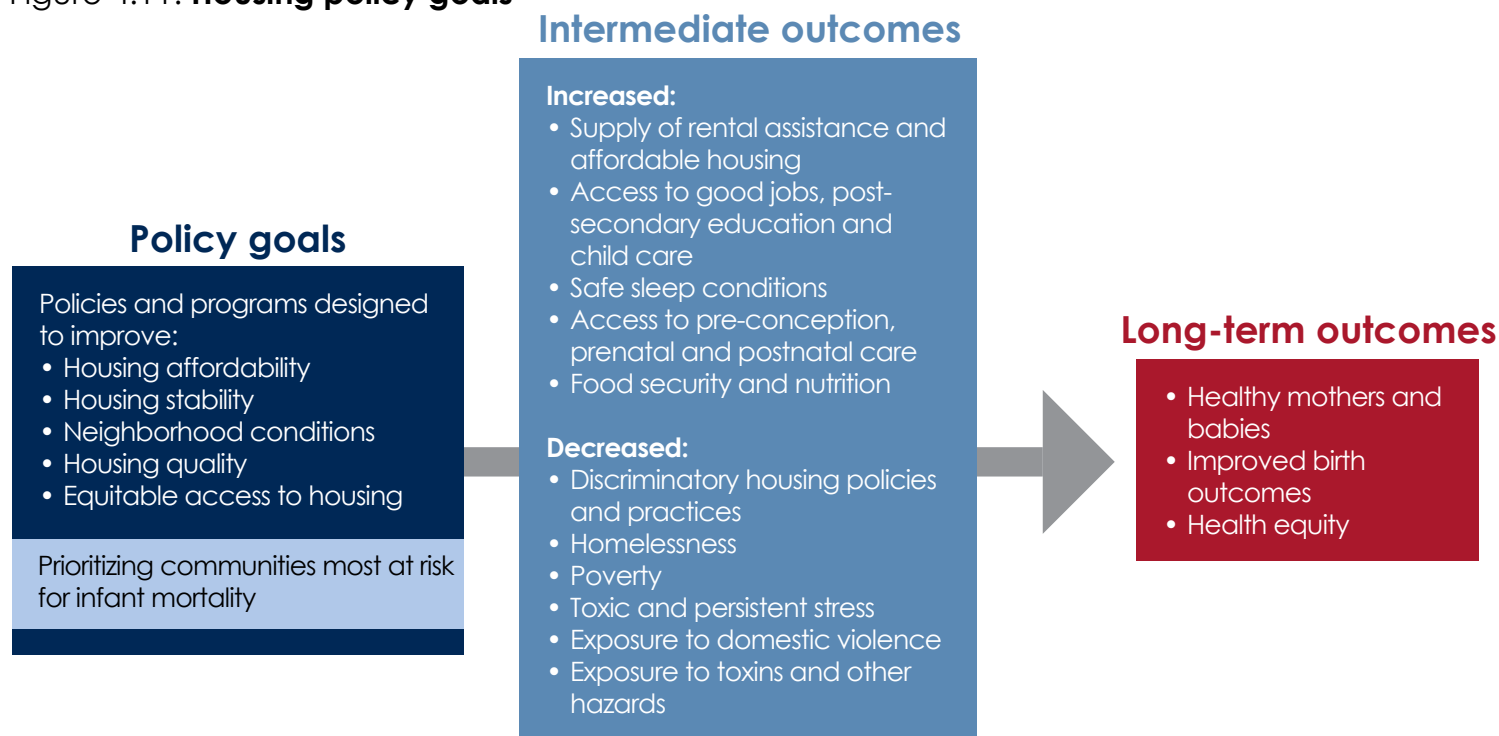 Housing policy goals
Intermediate outcomes
Increased:
• Supply of rental assistance and
affordable housing
• Access to good jobs, post-
secondary education and
child care
• Safe sleep conditions
• Access to pre-conception,
prenatal and postnatal care
• Food security and nutrition
Decreased:
• Discriminatory housing policies
and practices
• Homelessness
• Poverty
• Toxic and persistent stress
• Exposure to domestic violence
• Exposure to toxins and other
hazards
Policy goals
Policies and programs designed
to improve:
• Housing affordability
• Housing stability
• Neighborhood conditions
• Housing quality
• Equitable access to housing
Prioritizing communities most at risk
for infant mortality
Long-term outcomes
• Healthy mothers and
babies
• Improved birth
outcomes
• Health equity